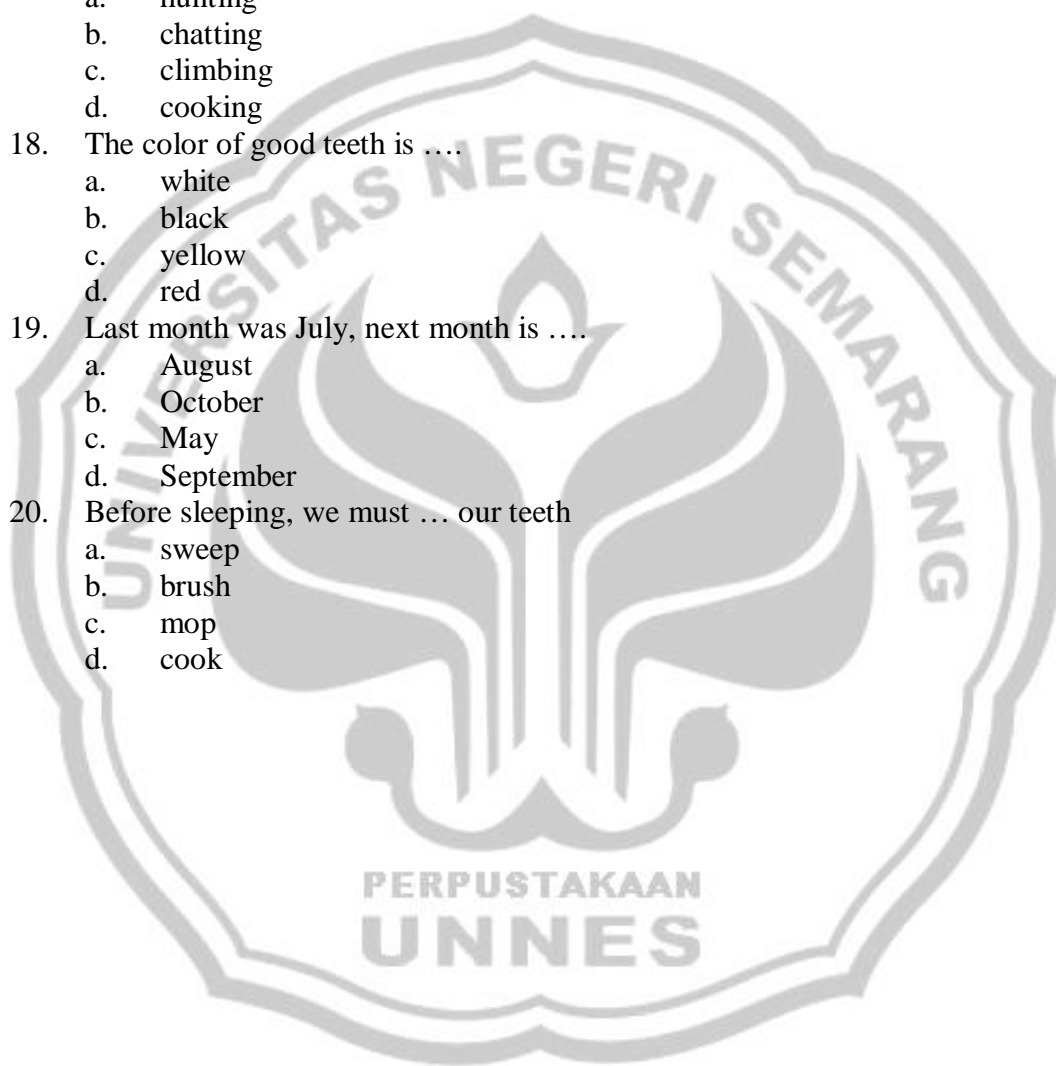 a. hunting
b. chatting
c. climbing
d. cooking
18. The color of good teeth is ….
a. white
b. black
c. yellow
d. red
19. Last month was July, next month is ….
a. August
b. October
c. May
d. September
20. Before sleeping, we must … our teeth
a. sweep
b. brush
c. mop
d. cook
UNIVERSITAS NEGERI SEMARANG
PERPUSTAKAAN
UNNES